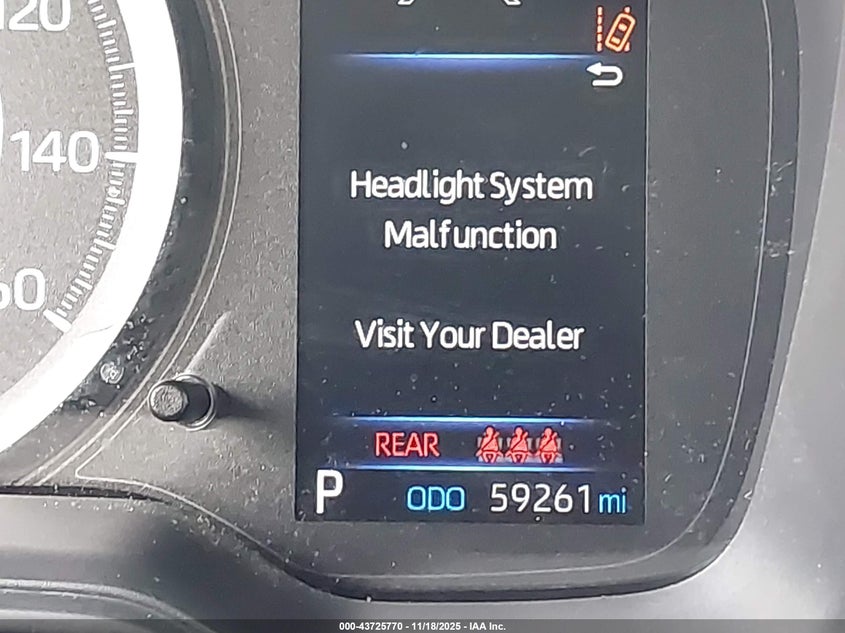 120
140
Headlight System
Malfunction
Visit Your Dealer
REAR
P ODO 59261 mi
000-43725770 - 11/18/2025 - IAA Inc.